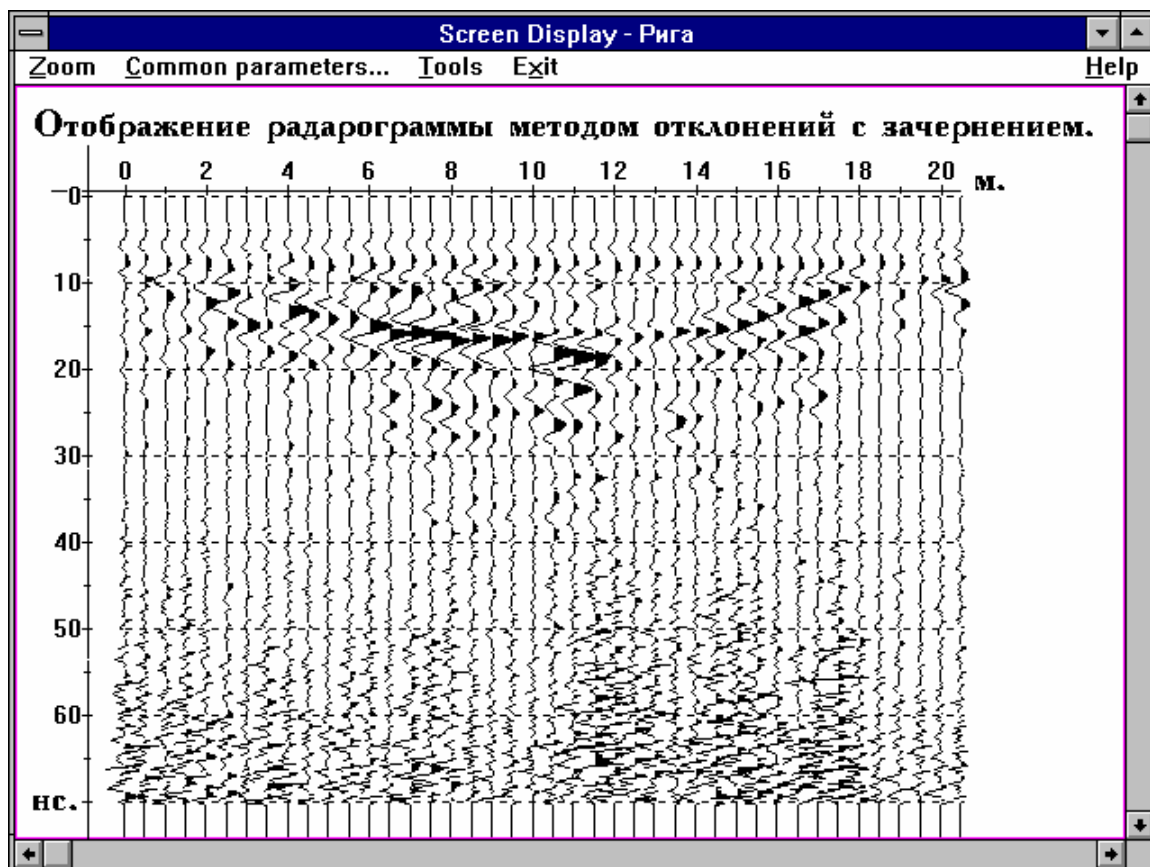 Screen Display - Рига
Zoom Common parameters... Tools Exit Help
Отображение радарограммы методом отклонений с зачернением.
0 2 4 6 8 10 12 14 16 18 20 м.
0
10
20
30
40
50
60
нс.